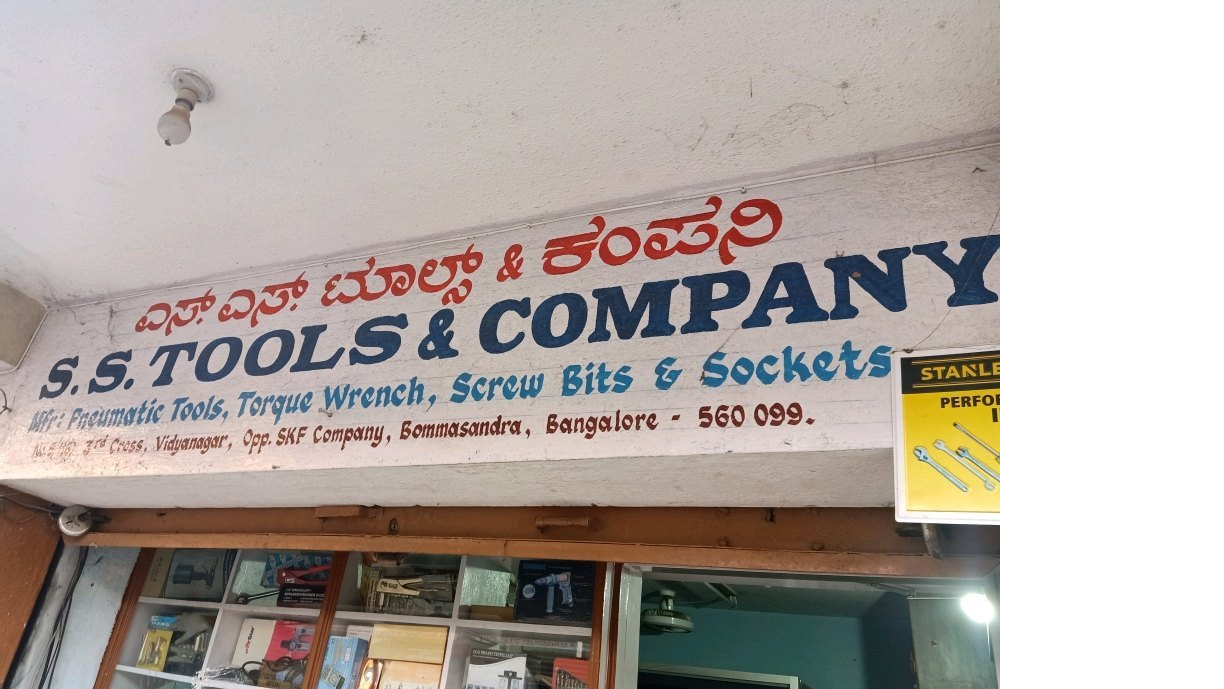 ಎಸ್.ಎಸ್. ಟೂಲ್ಸ್ & ಕಂಪನಿ
S. S. TOOLS & COMPANY
Mfr: Pneumatic Tools, Torque Wrench, Screw Bits & Sockets
3rd Cross, Vidyanagar, Opp. SKF Company, Bommasandra, Bangalore - 560 099.
STANLE
PERFO